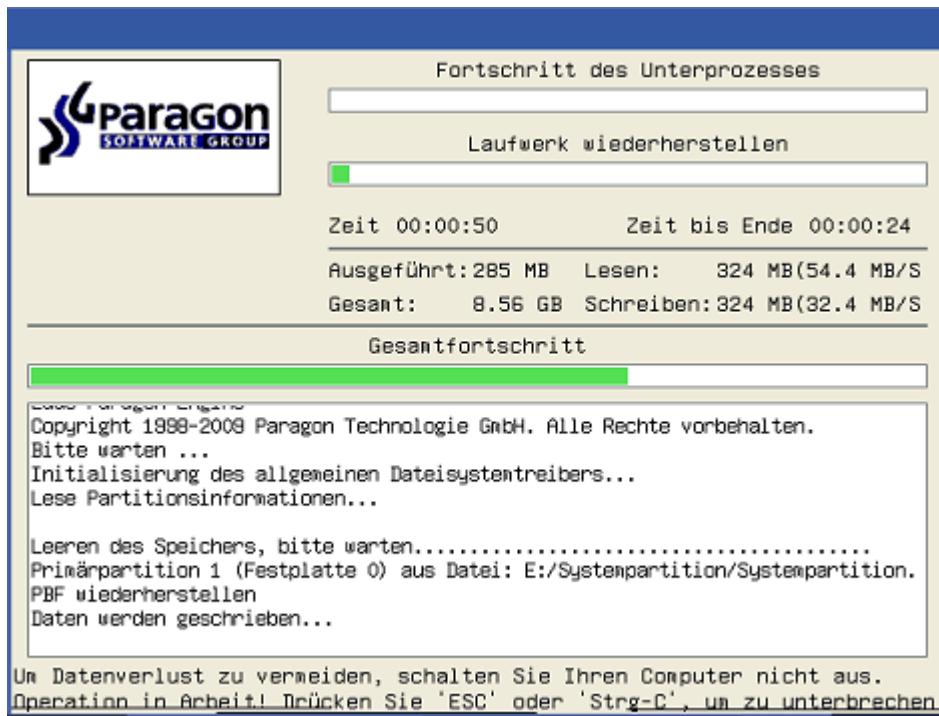 Fortschritt des Unterprozesses
Paragon
SOFTWARE GROUP
Laufwerk wiederherstellen
Zeit 00:00:50 Zeit bis Ende 00:00:24
Ausgeführt: 285 MB Lesen: 324 MB(54.4 MB/S
Gesamt: 8.56 GB Schreiben: 324 MB(32.4 MB/S
Gesamtfortschritt
Copyright 1998-2009 Paragon Technologie GmbH. Alle Rechte vorbehalten.
Bitte warten ...
Initialisierung des allgemeinen Dateisystemtreibers...
Lese Partitionsinformationen...
Leeren des Speichers, bitte warten.........................................
Primärpartition 1 (Festplatte 0) aus Datei: E:/Systempartition/Systempartition.
PBF wiederherstellen
Daten werden geschrieben...
Um Datenverlust zu vermeiden, schalten Sie Ihren Computer nicht aus.
Operation in Arbeit! Drücken Sie 'ESC' oder 'Strg-C', um zu unterbrechen